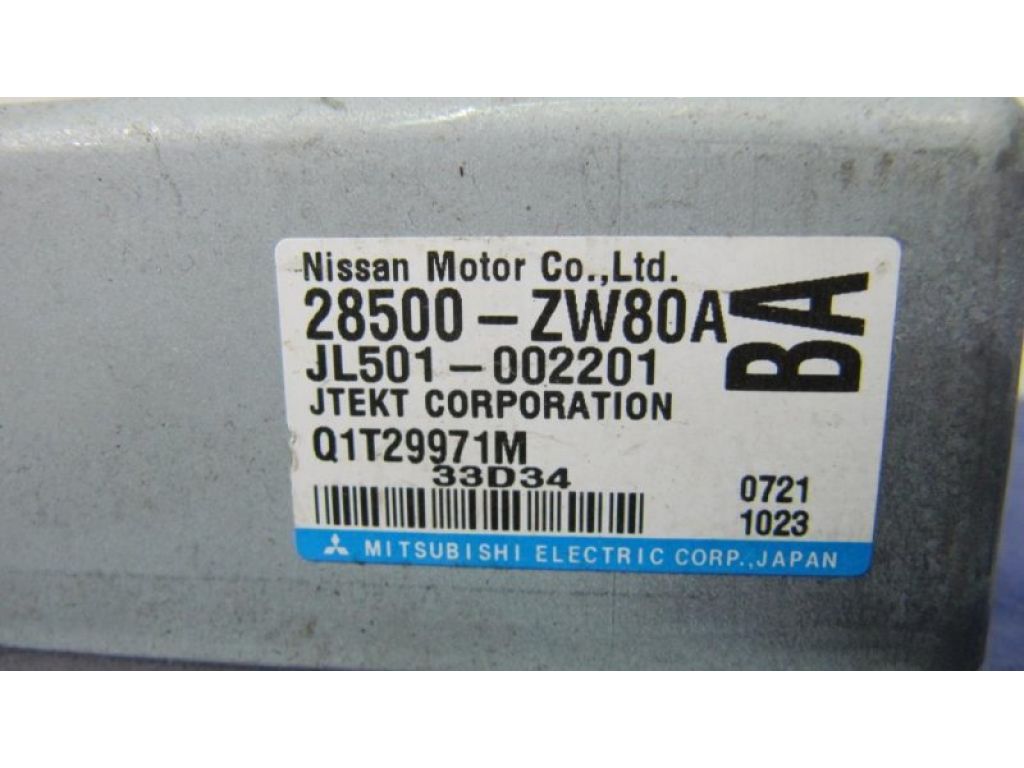 Nissan Motor Co.,Ltd.
28500-ZW80A
BA
JL501-002201
JTEKT CORPORATION
Q1T29971M
33D34
0721
1023
MITSUBISHI ELECTRIC CORP.,JAPAN